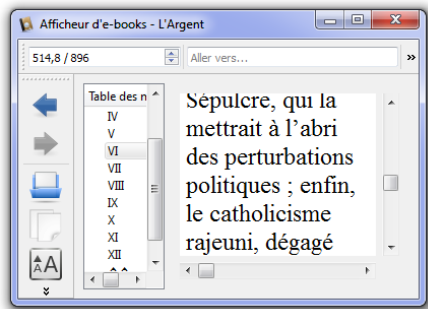 Afficheur d'e-books - L'Argent
514,8 / 896
Aller vers...
»
Table des n
IV
V
VI
VII
VIII
IX
X
XI
XII
Sépulcre, qui la
mettrait à l’abri
des perturbations
politiques ; enfin,
le catholicisme
rajeuni, dégagé
AA